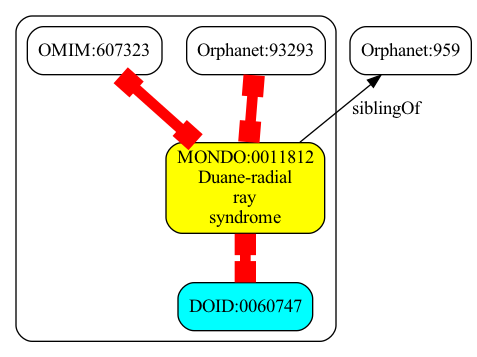 OMIM:607323
Orphanet:93293
Orphanet:959
siblingOf
MONDO:0011812
Duane-radial
ray
syndrome
DOID:0060747